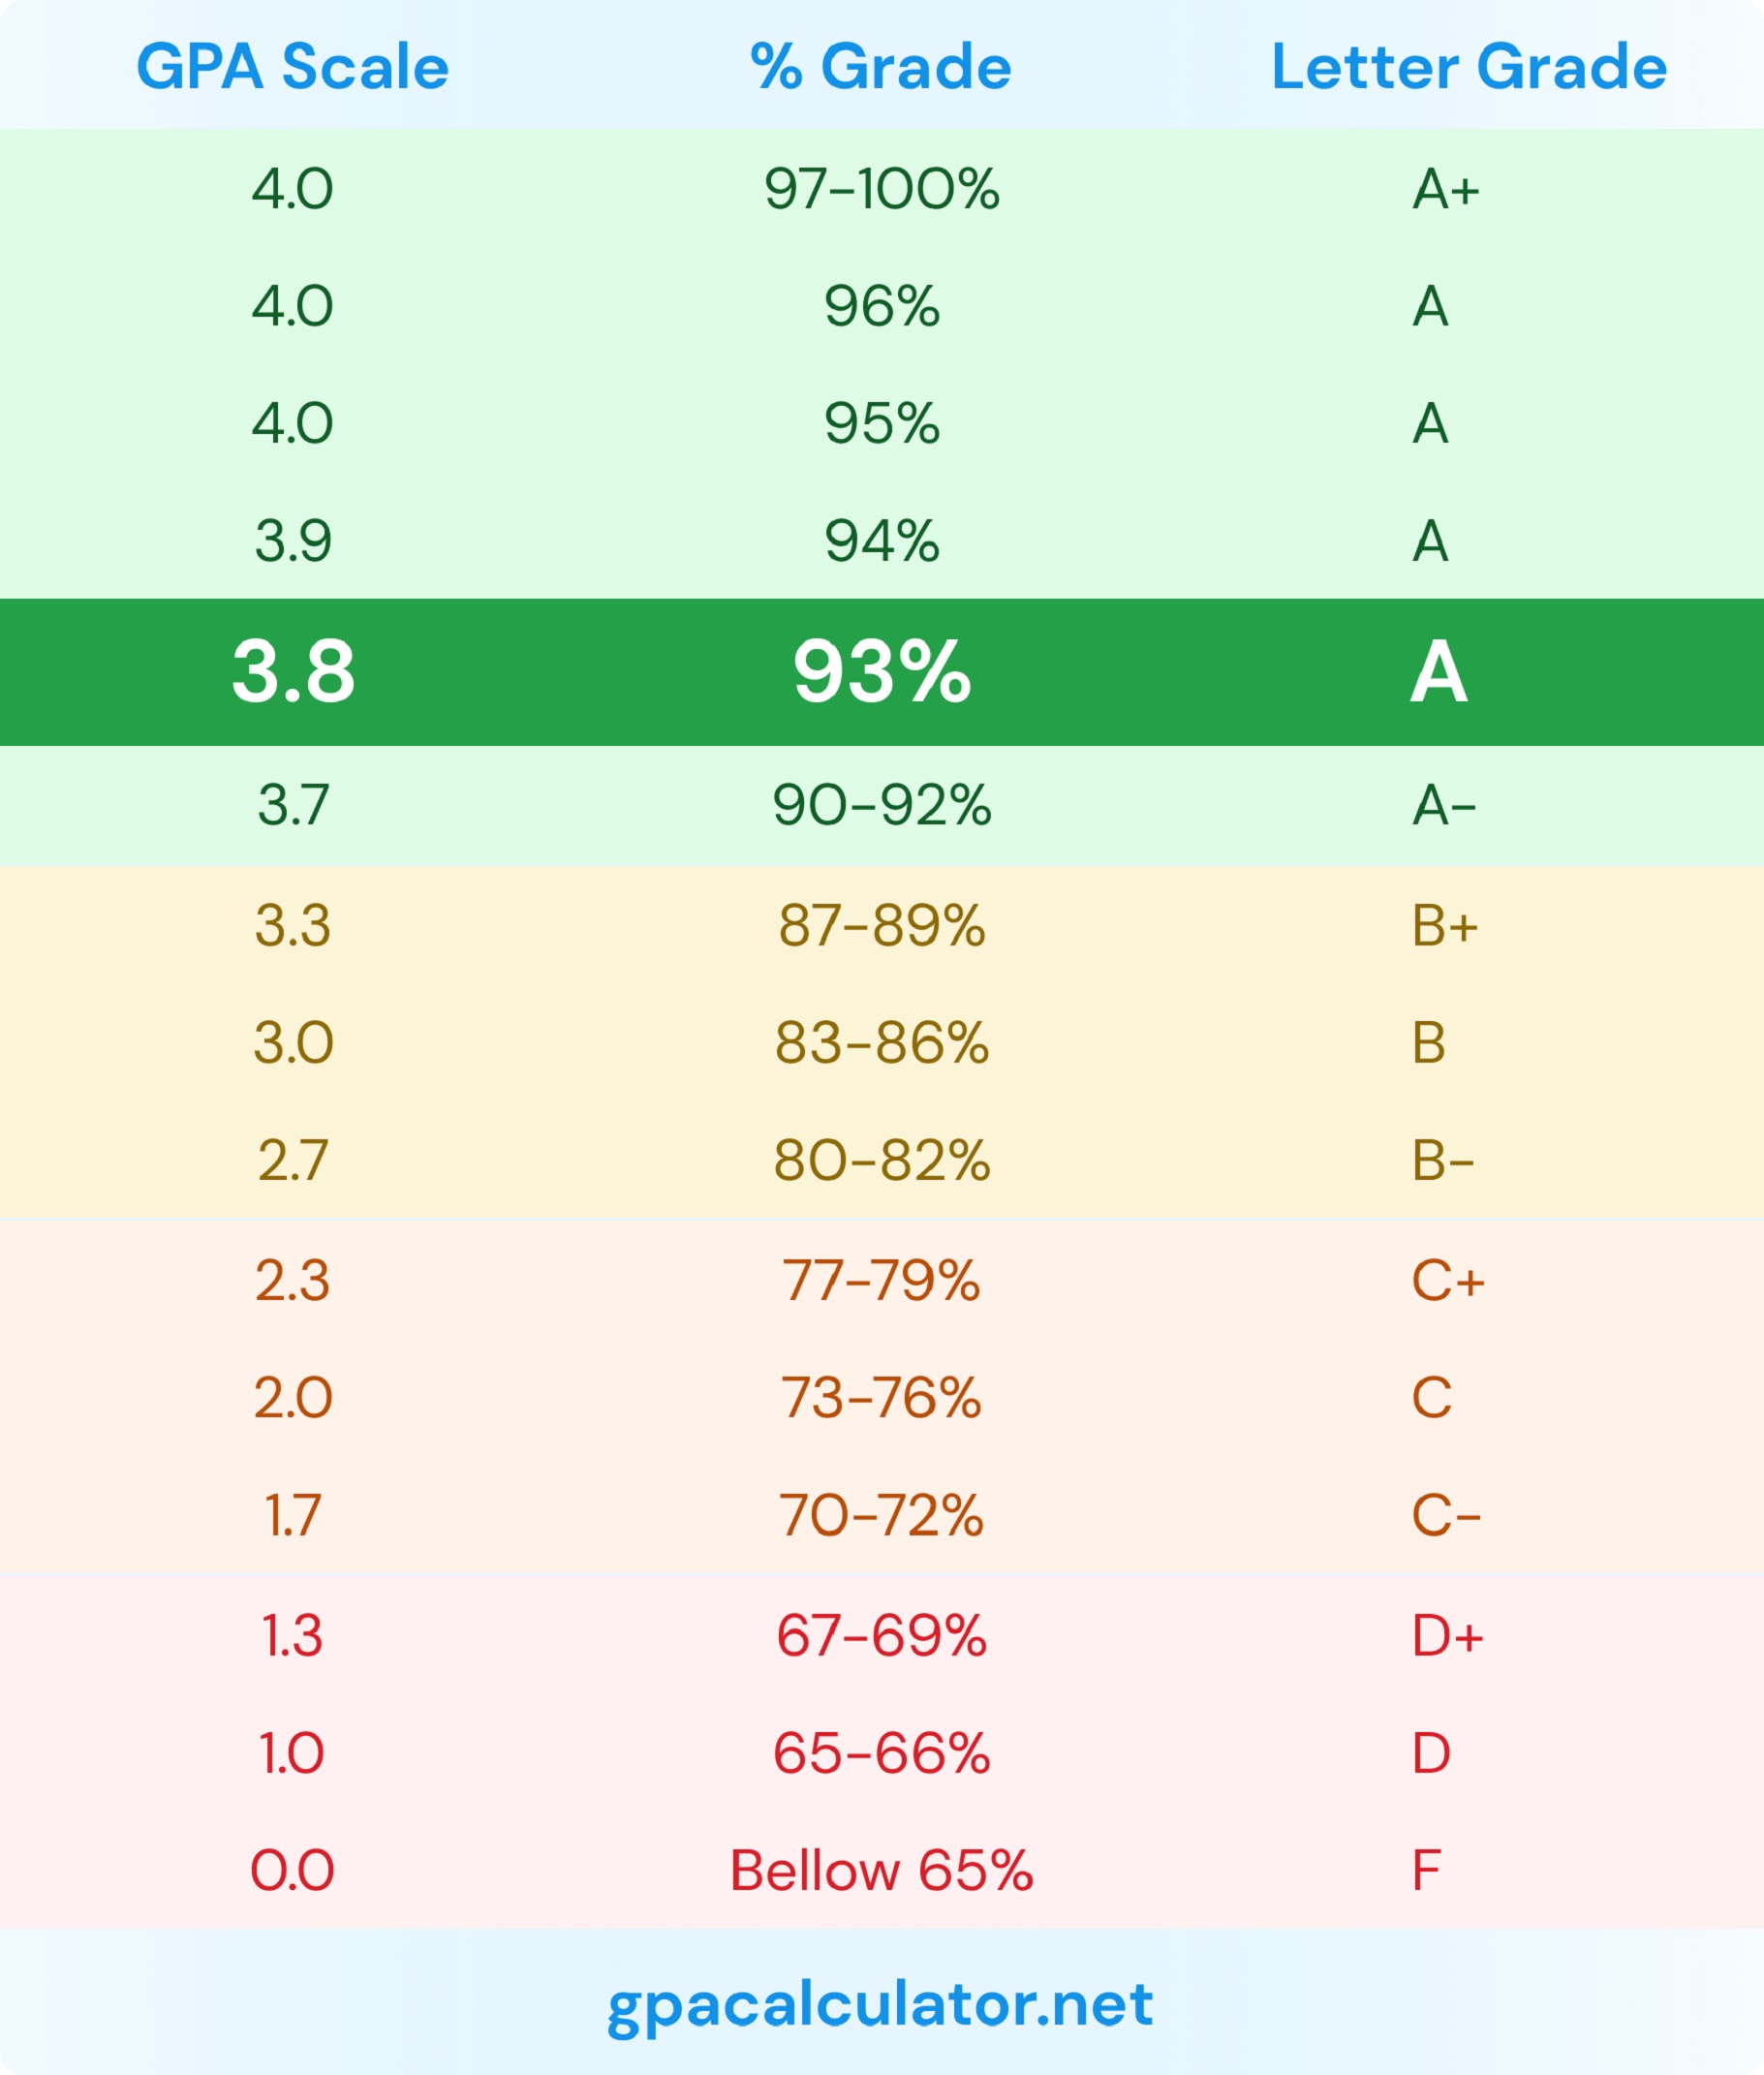 GPA Scale % Grade Letter Grade
4.0 97-100% A+
4.0 96% A
4.0 95% A
3.9 94% A
3.8 93% A
3.7 90-92% A-
3.3 87-89% B+
3.0 83-86% B
2.7 80-82% B-
2.3 77-79% C+
2.0 73-76% C
1.7 70-72% C-
1.3 67-69% D+
1.0 65-66% D
0.0 Bellow 65% F
gpacalculator.net